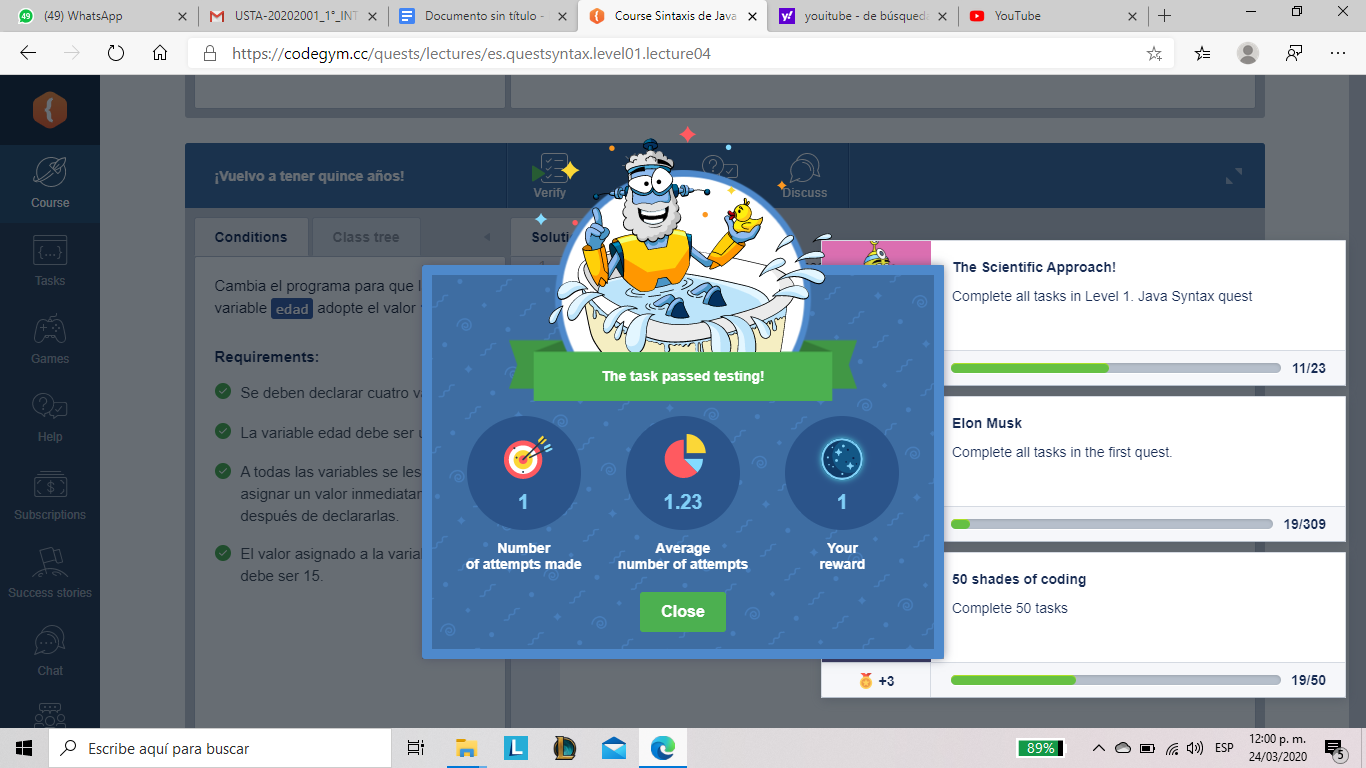 (49) WhatsApp
USTA-20202001_1°_INT
Documento sin título -
Course Sintaxis de Java
youitube - de búsqueda
YouTube
https://codegym.cc/quests/lectures/es.questsyntax.level01.lecture04
Course
Tasks
Games
Help
Subscriptions
Success stories
Chat
¡Vuelvo a tener quince años!
Verify
Discuss
Conditions
Class tree
Soluti
Cambia el programa para que l
variable edad adopte el valor
Requirements:
Se deben declarar cuatro va
La variable edad debe ser u
A todas las variables se les
asignar un valor inmediatam
después de declararlas.
El valor asignado a la varia
debe ser 15.
The task passed testing!
1
Number
of attempts made
1.23
Average
number of attempts
1
Your
reward
Close
The Scientific Approach!
Complete all tasks in Level 1. Java Syntax quest
11/23
Elon Musk
Complete all tasks in the first quest.
19/309
50 shades of coding
Complete 50 tasks
+3
19/50
Escribe aquí para buscar
89%
ESP
12:00 p. m.
24/03/2020
5